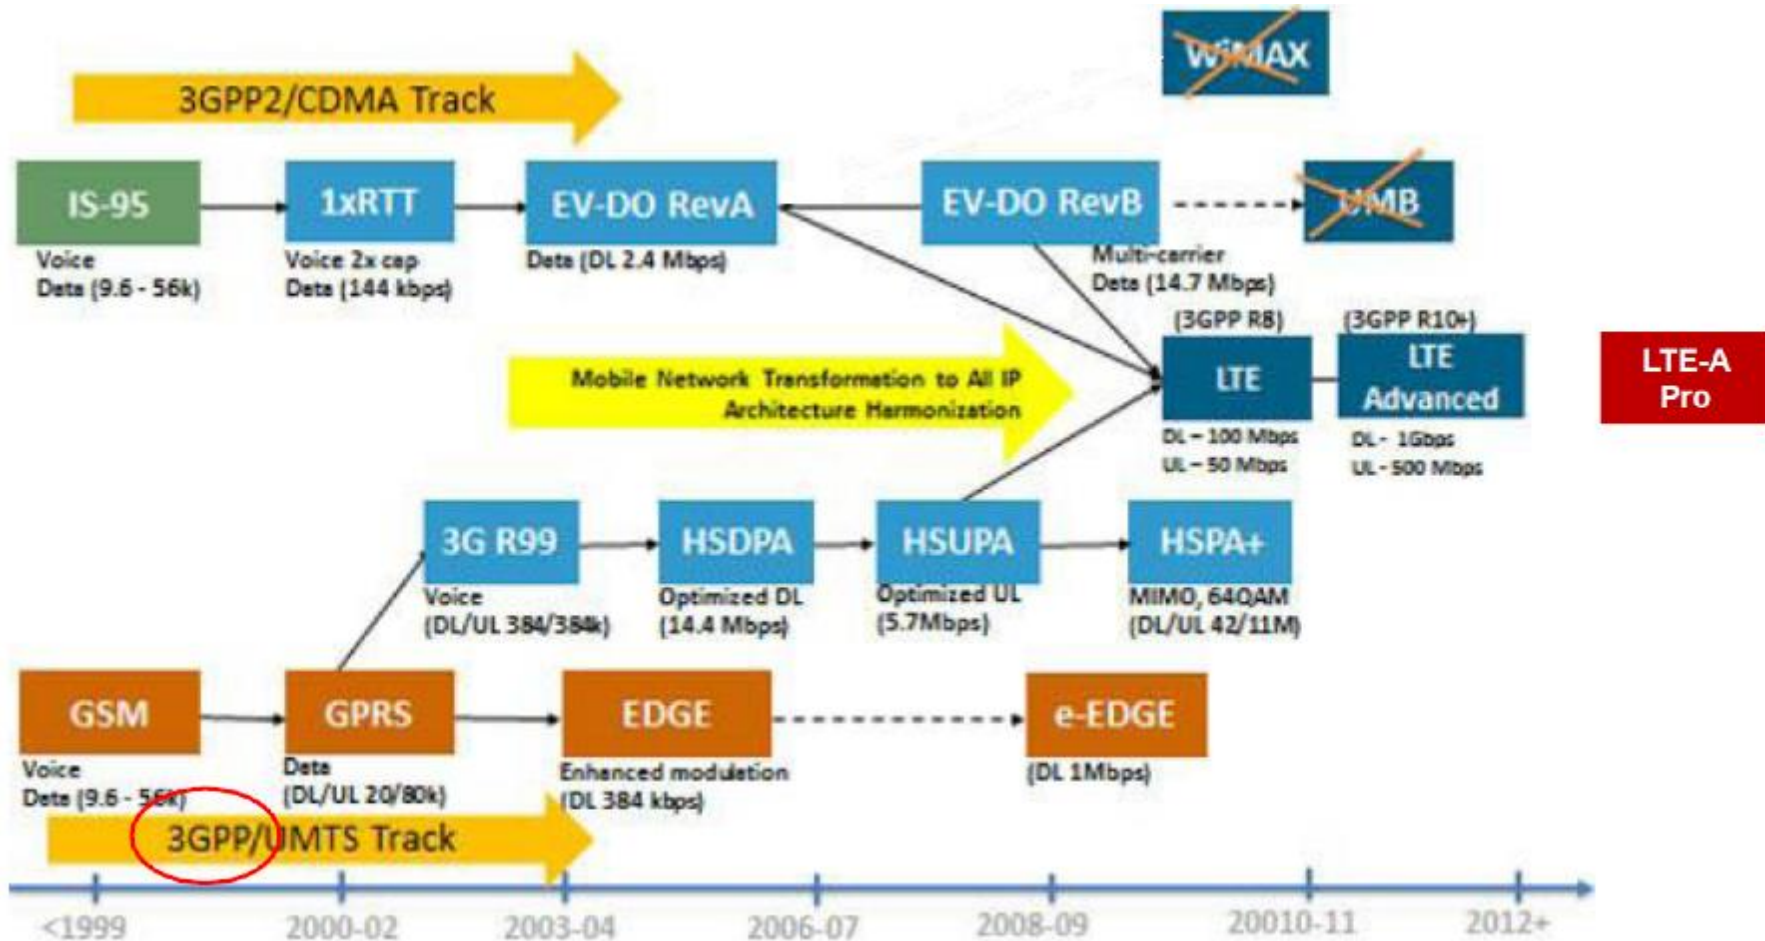 WiMAX
3GPP2/CDMA Track
IS-95
1xRTT
EV-DO RevA
EV-DO RevB
UMB
Voice
Data (9.6 - 56k)
Voice 2x cap
Data (144 kbps)
Data (DL 2.4 Mbps)
Multi-carrier
Data (14.7 Mbps)
(3GPP R8)
(3GPP R10+)
Mobile Network Transformation to All IP
Architecture Harmonization
LTE
LTE
Advanced
LTE-A
Pro
DL – 100 Mbps
UL – 50 Mbps
DL - 1Gbps
UL - 500 Mbps
3G R99
HSDPA
HSUPA
HSPA+
Voice
(DL/UL 384/384k)
Optimized DL
(14.4 Mbps)
Optimized UL
(5.7Mbps)
MIMO, 64QAM
(DL/UL 42/11M)
GSM
GPRS
EDGE
e-EDGE
Voice
Data (9.6 - 56k)
Data
(DL/UL 20/80k)
Enhanced modulation
(DL 384 kbps)
(DL 1Mbps)
3GPP/UMTS Track
<1999
2000-02
2003-04
2006-07
2008-09
20010-11
2012+